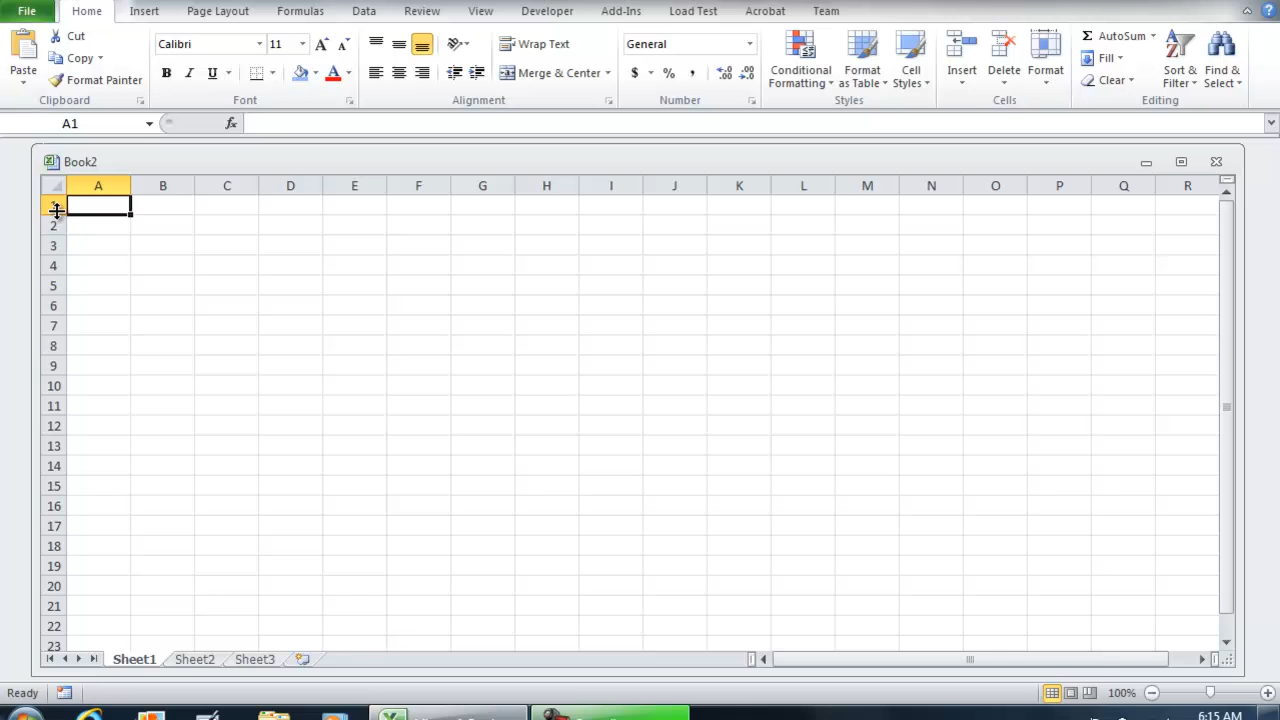 File Home Insert Page Layout Formulas Data Review View Developer Add-Ins Load Test Acrobat Team
Cut Calibri 11 Wrap Text General AutoSum
Copy Fill
Paste Format Painter B I U Merge & Center $ % , Conditional Formatting Format as Table Cell Styles Insert Delete Format Clear Sort & Filter Find & Select
Clipboard Font Alignment Number Styles Cells Editing
A1 fx
Book2
A B C D E F G H I J K L M N O P Q R
2
3
4
5
6
7
8
9
10
11
12
13
14
15
16
17
18
19
20
21
22
23
Sheet1 Sheet2 Sheet3
Ready 100%
6:15 AM